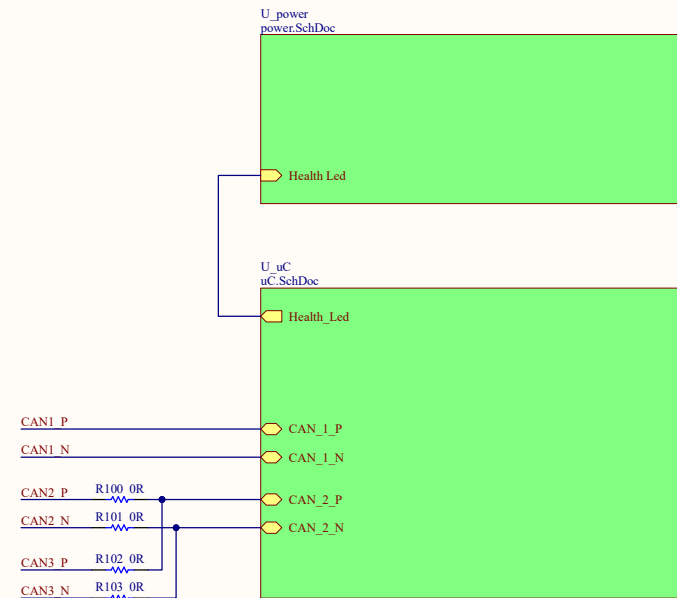 U_power
power.SchDoc
Health Led
U_uC
uC.SchDoc
Health_Led
CAN1_P
CAN_1_P
CAN1_N
CAN_1_N
CAN2_P R100 0R
CAN_2_P
CAN2_N R101 0R
CAN_2_N
CAN3_P R102 0R
CAN3_N R103 0R